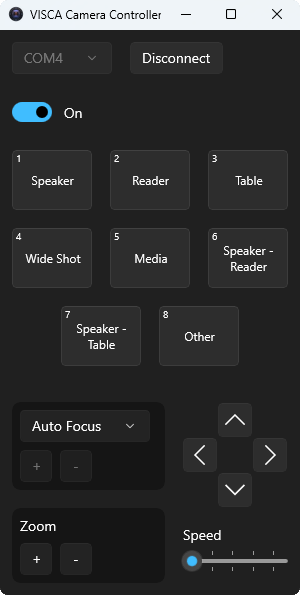 VISCA Camera Controller
COM4
Disconnect
On
1
Speaker
2
Reader
3
Table
4
Wide Shot
5
Media
6
Speaker -
Reader
7
Speaker -
Table
8
Other
Auto Focus
+ -
Zoom
+ -
Speed